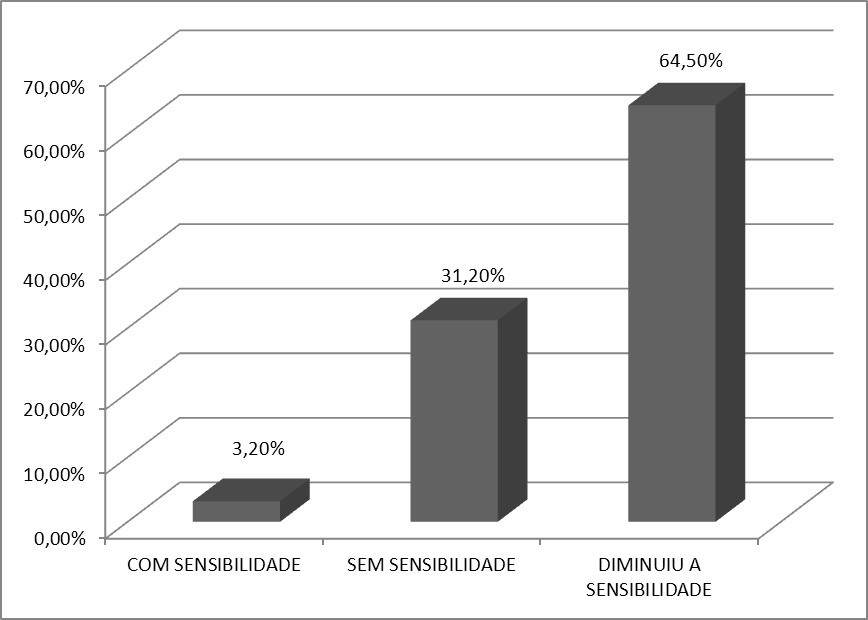 64,50%
70,00%
60,00%
50,00%
40,00%
31,20%
30,00%
20,00%
3,20%
10,00%
0,00%
COM SENSIBILIDADE
SEM SENSIBILIDADE
DIMINUIU A
SENSIBILIDADE